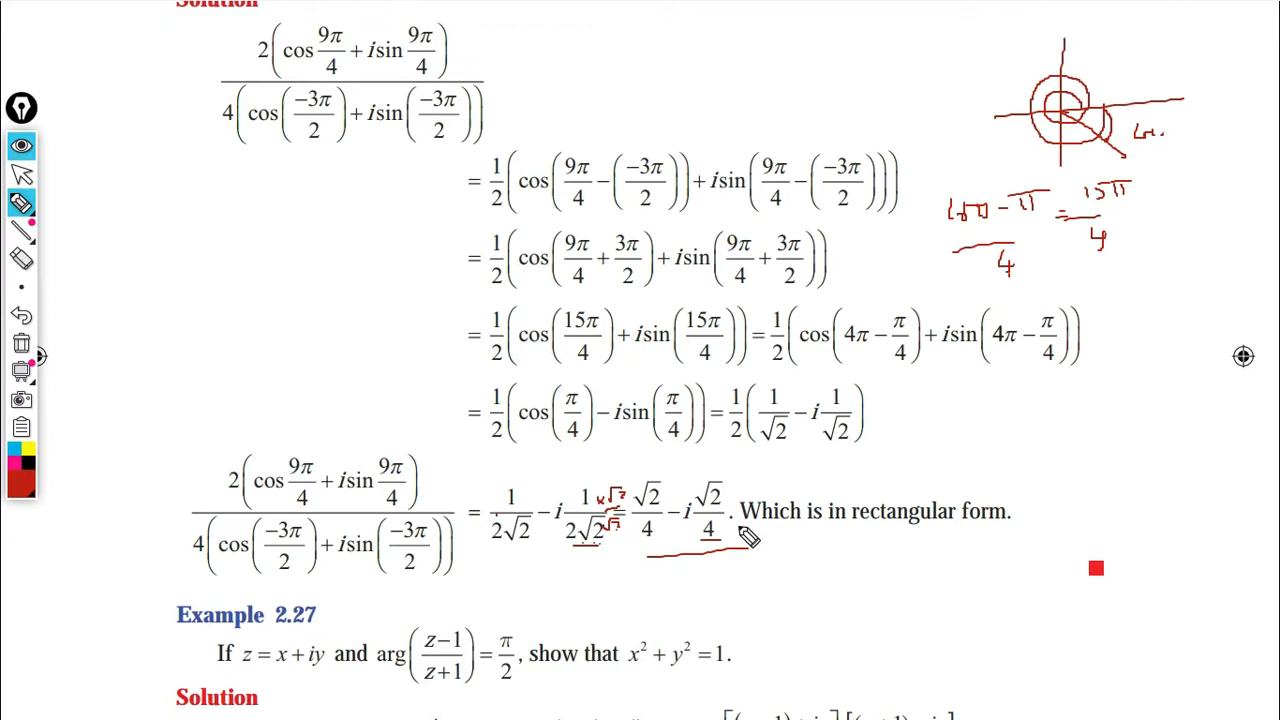 Solution
2(cos 9π/4 + i sin 9π/4) / 4(cos(−3π/2) + i sin(−3π/2))
= 1/2 (cos(9π/4 − (−3π/2)) + i sin(9π/4 − (−3π/2)))
= 1/2 (cos(9π/4 + 3π/2) + i sin(9π/4 + 3π/2))
= 1/2 (cos(15π/4) + i sin(15π/4)) = 1/2 (cos(4π − π/4) + i sin(4π − π/4))
= 1/2 (cos(π/4) − i sin(π/4)) = 1/2 (1/√2 − i 1/√2)
2(cos 9π/4 + i sin 9π/4) / 4(cos(−3π/2) + i sin(−3π/2)) = 1/2√2 − i 1/2√2 ×√2/√2 = √2/4 − i √2/4 . Which is in rectangular form.
Example 2.27
If z = x + iy and arg((z−1)/(z+1)) = π/2, show that x² + y² = 1.
Solution
− π = 15π/4
4